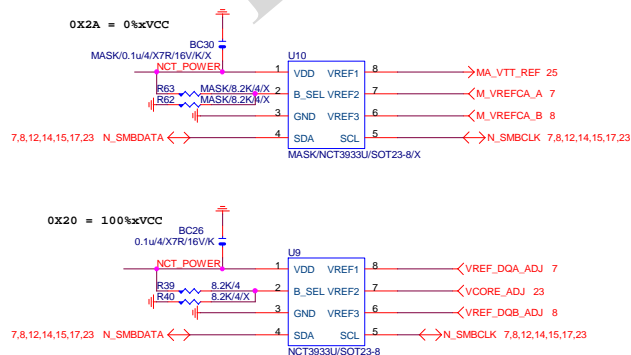 0X2A = 0%xVCC
BC30
MASK/0.1u/4/X7R/16V/K/X
NCT_POWER
U10
1 VDD VREF1 8 MA_VTT_REF 25
R63 MASK/8.2K/4/X
2 B_SEL VREF2 7 M_VREFCA_A 7
R62 MASK/8.2K/4/X
3 GND VREF3 6 M_VREFCA_B 8
7,8,12,14,15,17,23 N_SMBDATA 4 SDA SCL 5 N_SMBCLK 7,8,12,14,15,17,23
MASK/NCT3933U/SOT23-8/X
0X20 = 100%xVCC
BC26
0.1u/4/X7R/16V/K
NCT_POWER
U9
1 VDD VREF1 8 VREF_DQA_ADJ 7
R39 8.2K/4
2 B_SEL VREF2 7 VCORE_ADJ 23
R40 8.2K/4/X
3 GND VREF3 6 VREF_DQB_ADJ 8
7,8,12,14,15,17,23 N_SMBDATA 4 SDA SCL 5 N_SMBCLK 7,8,12,14,15,17,23
NCT3933U/SOT23-8